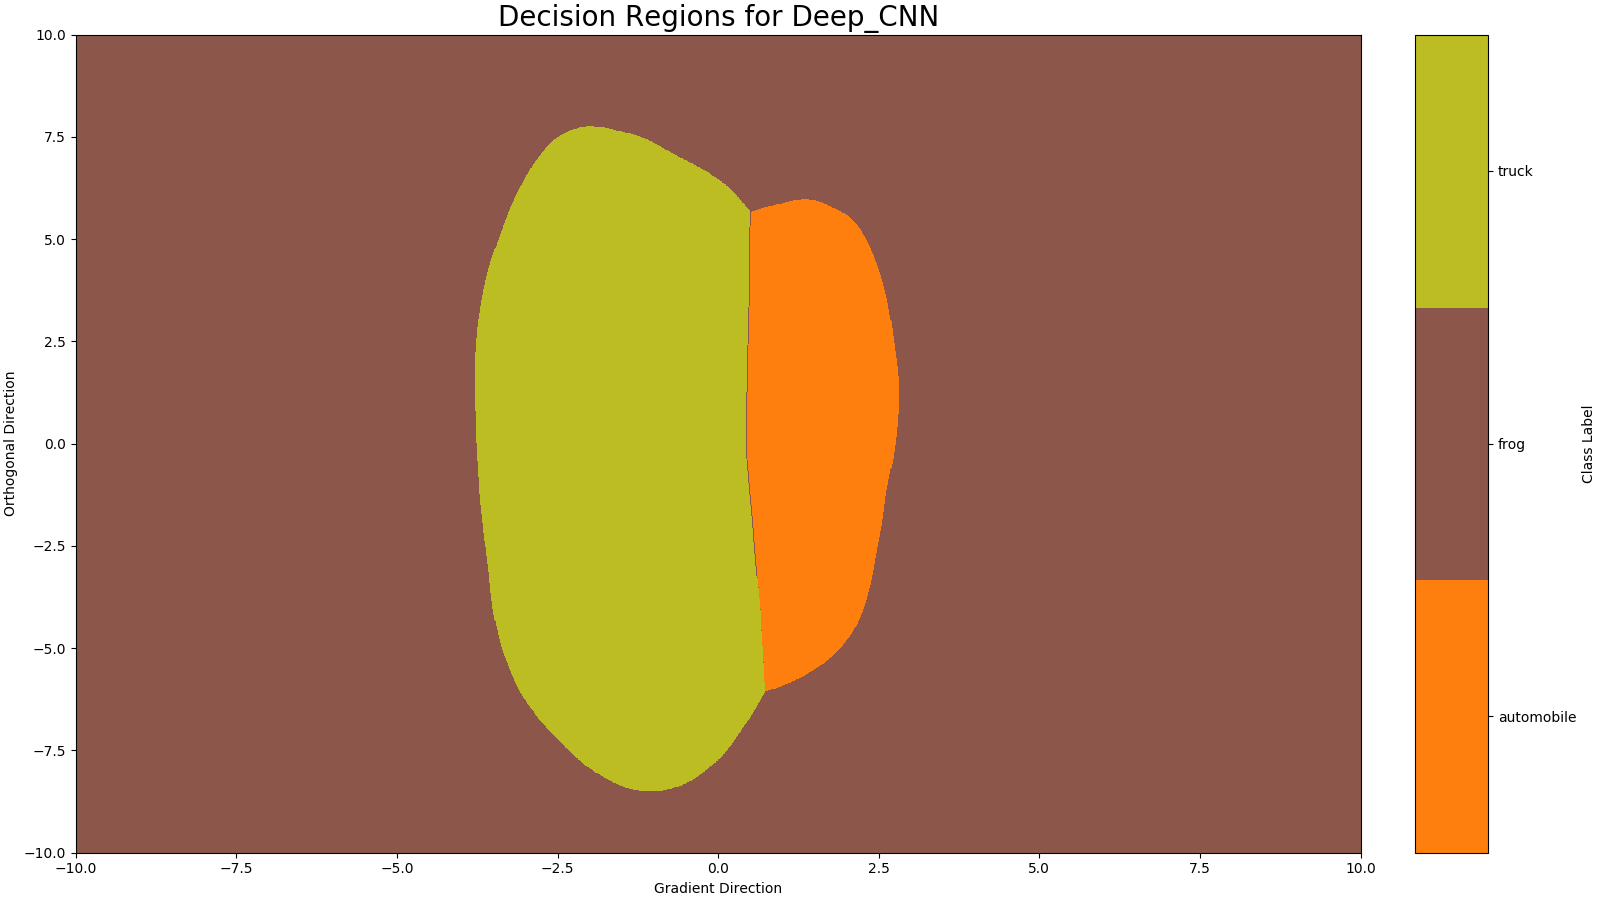 Decision Regions for Deep_CNN
10.0
7.5
5.0
2.5
0.0
−2.5
−5.0
−7.5
−10.0
Orthogonal Direction
−10.0 −7.5 −5.0 −2.5 0.0 2.5 5.0 7.5 10.0
Gradient Direction
truck
frog
automobile
Class Label